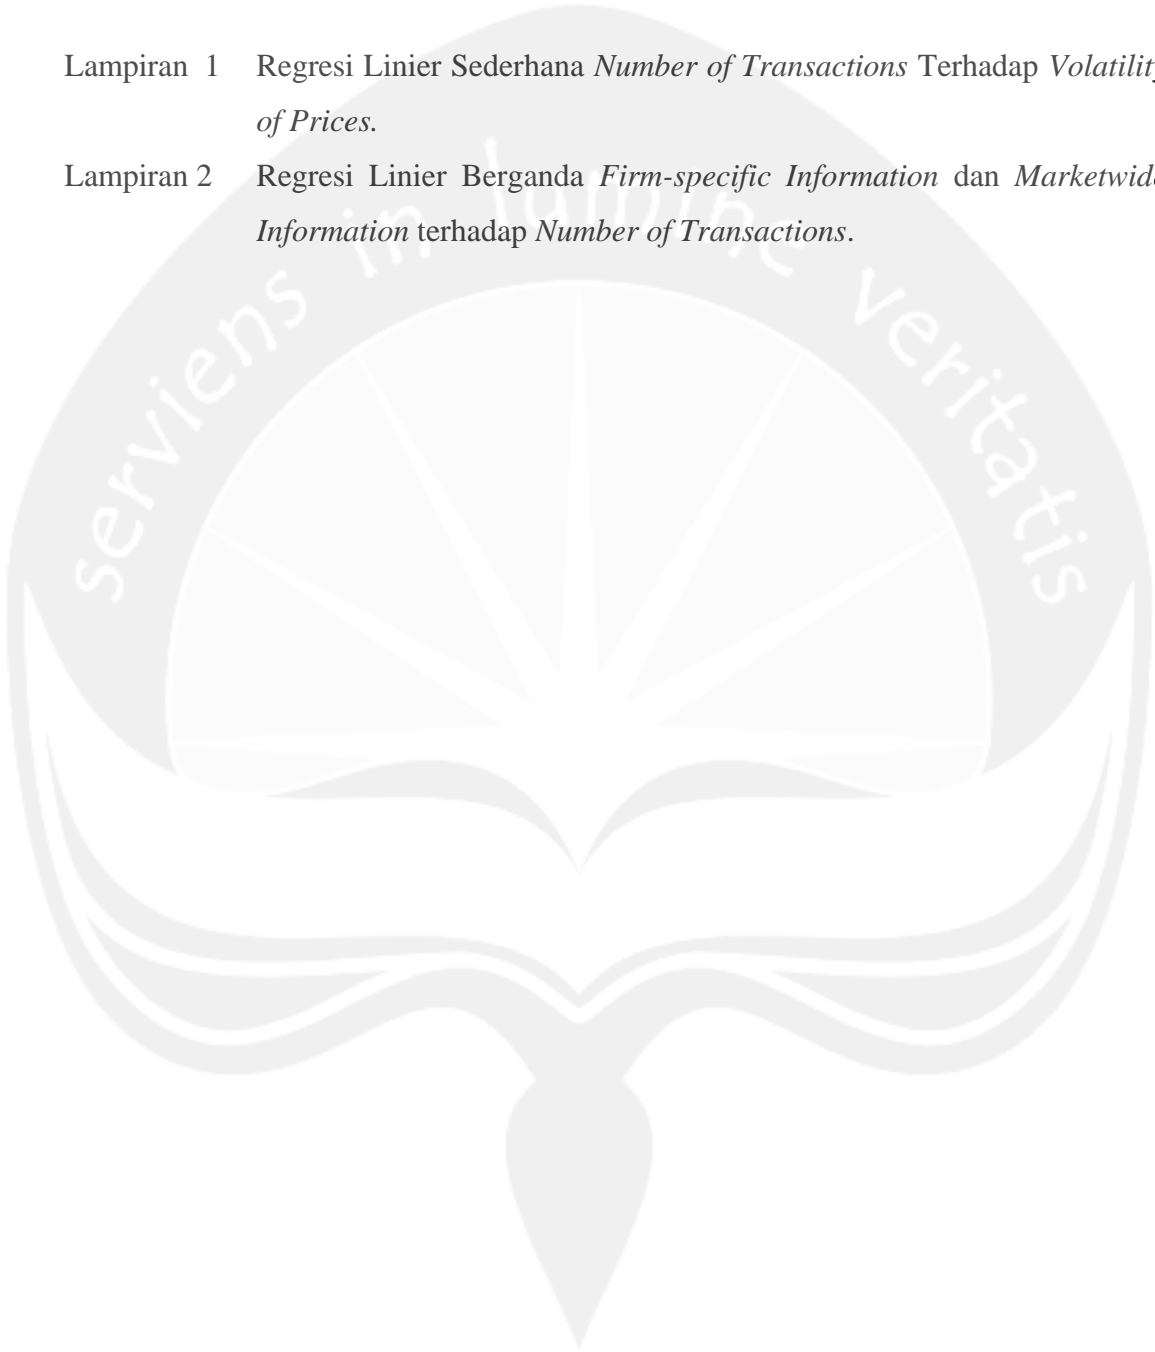 Lampiran 1 Regresi Linier Sederhana Number of Transactions Terhadap Volatility
of Prices.
Lampiran 2 Regresi Linier Berganda Firm-specific Information dan Marketwide
Information terhadap Number of Transactions.
serviens in lumine veritatis